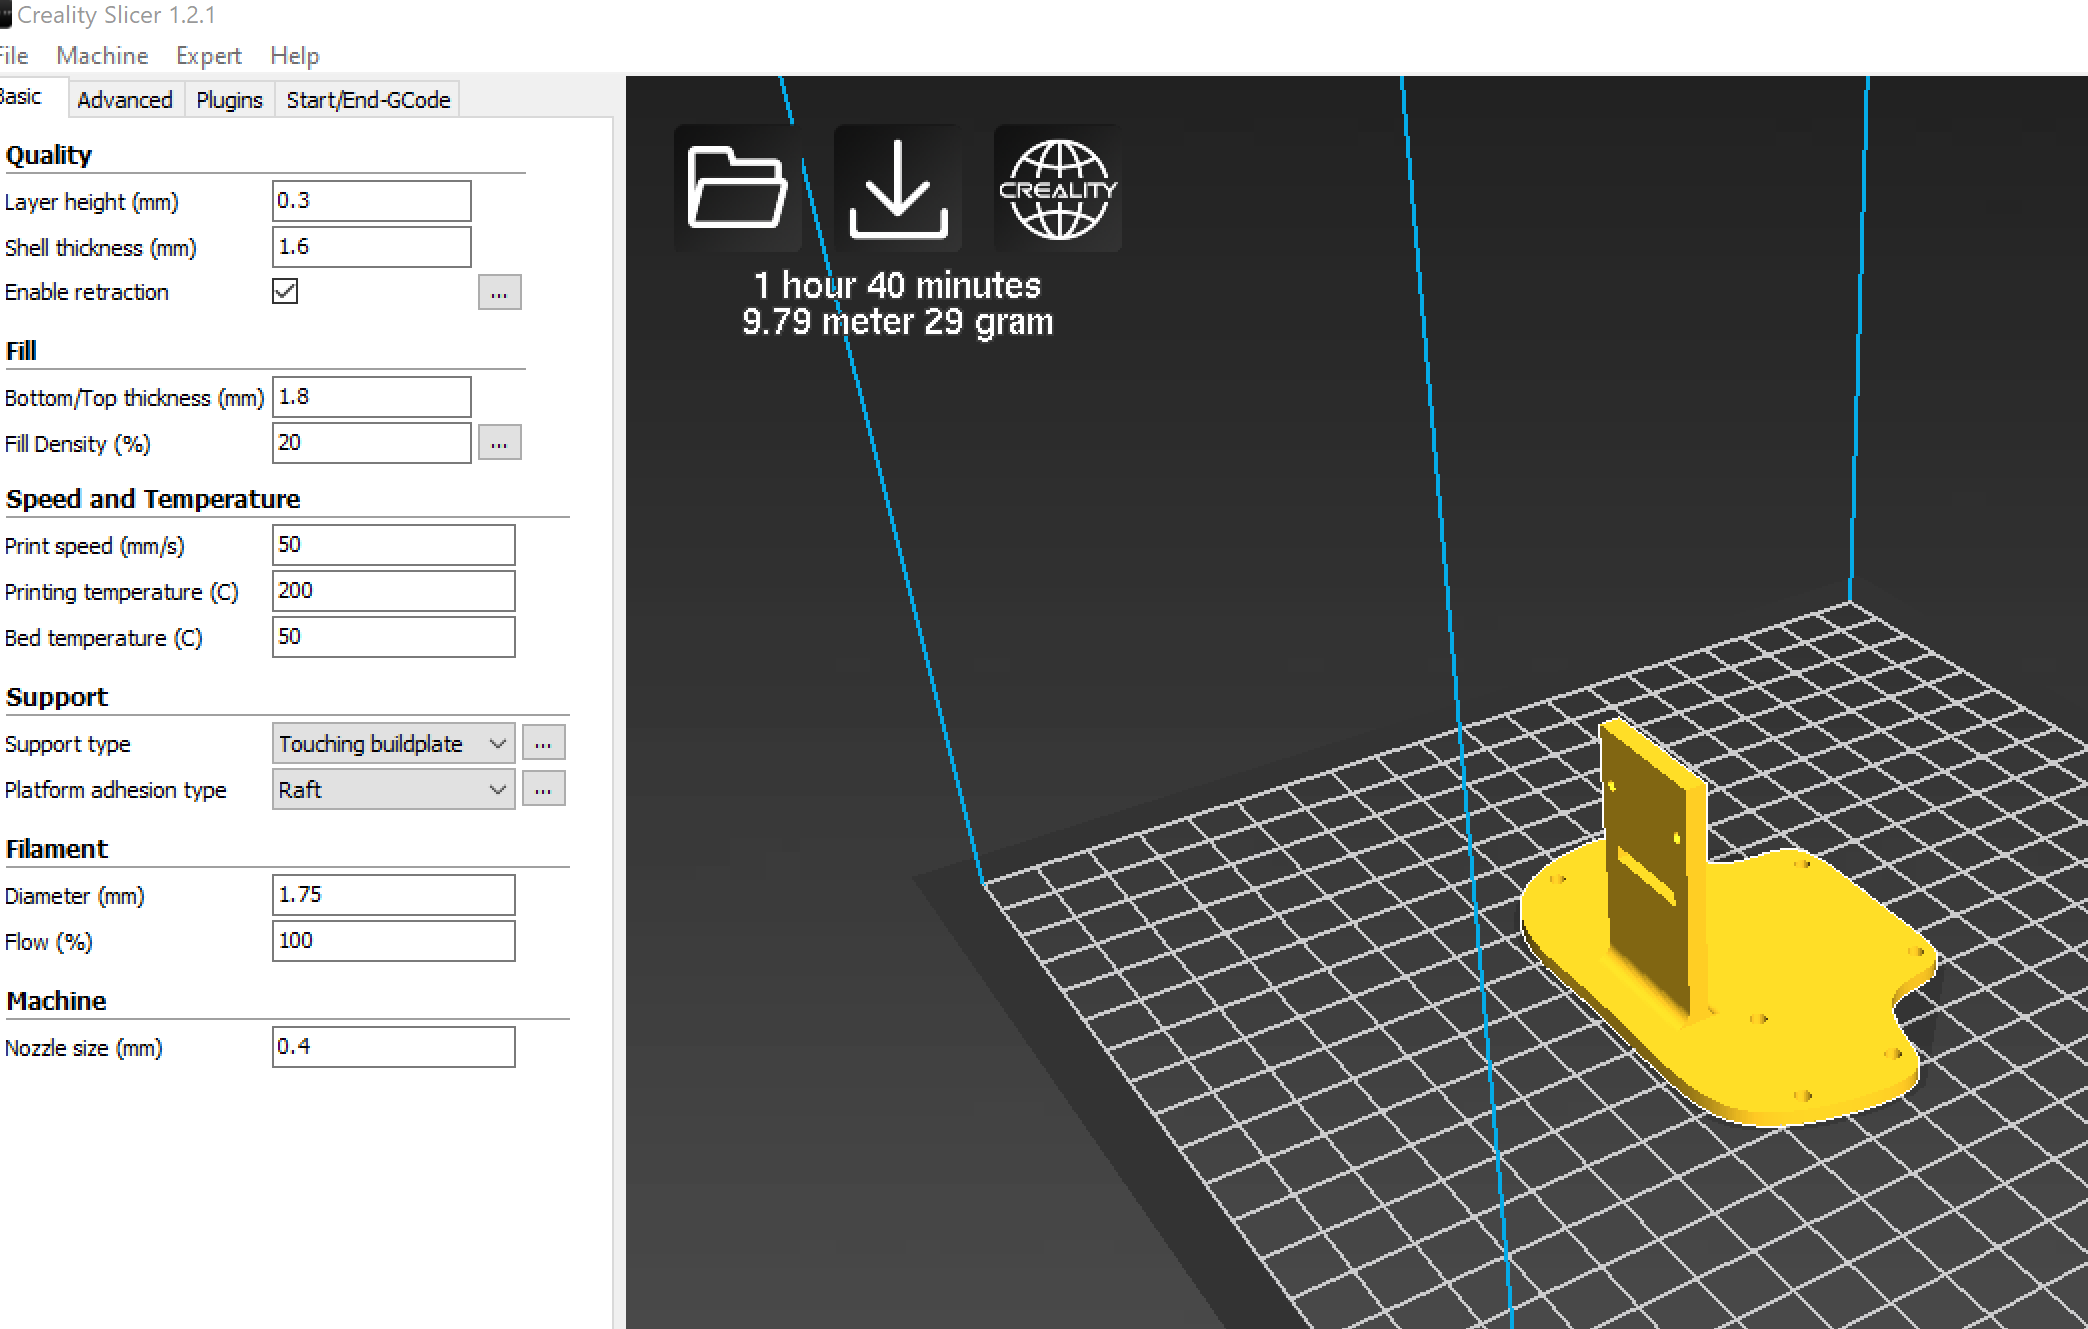 Creality Slicer 1.2.1
File Machine Expert Help
Basic Advanced Plugins Start/End-GCode
Quality
Layer height (mm) 0.3
Shell thickness (mm) 1.6
Enable retraction ...
Fill
Bottom/Top thickness (mm) 1.8
Fill Density (%) 20 ...
Speed and Temperature
Print speed (mm/s) 50
Printing temperature (C) 200
Bed temperature (C) 50
Support
Support type Touching buildplate ...
Platform adhesion type Raft ...
Filament
Diameter (mm) 1.75
Flow (%) 100
Machine
Nozzle size (mm) 0.4
CREALITY
1 hour 40 minutes
9.79 meter 29 gram